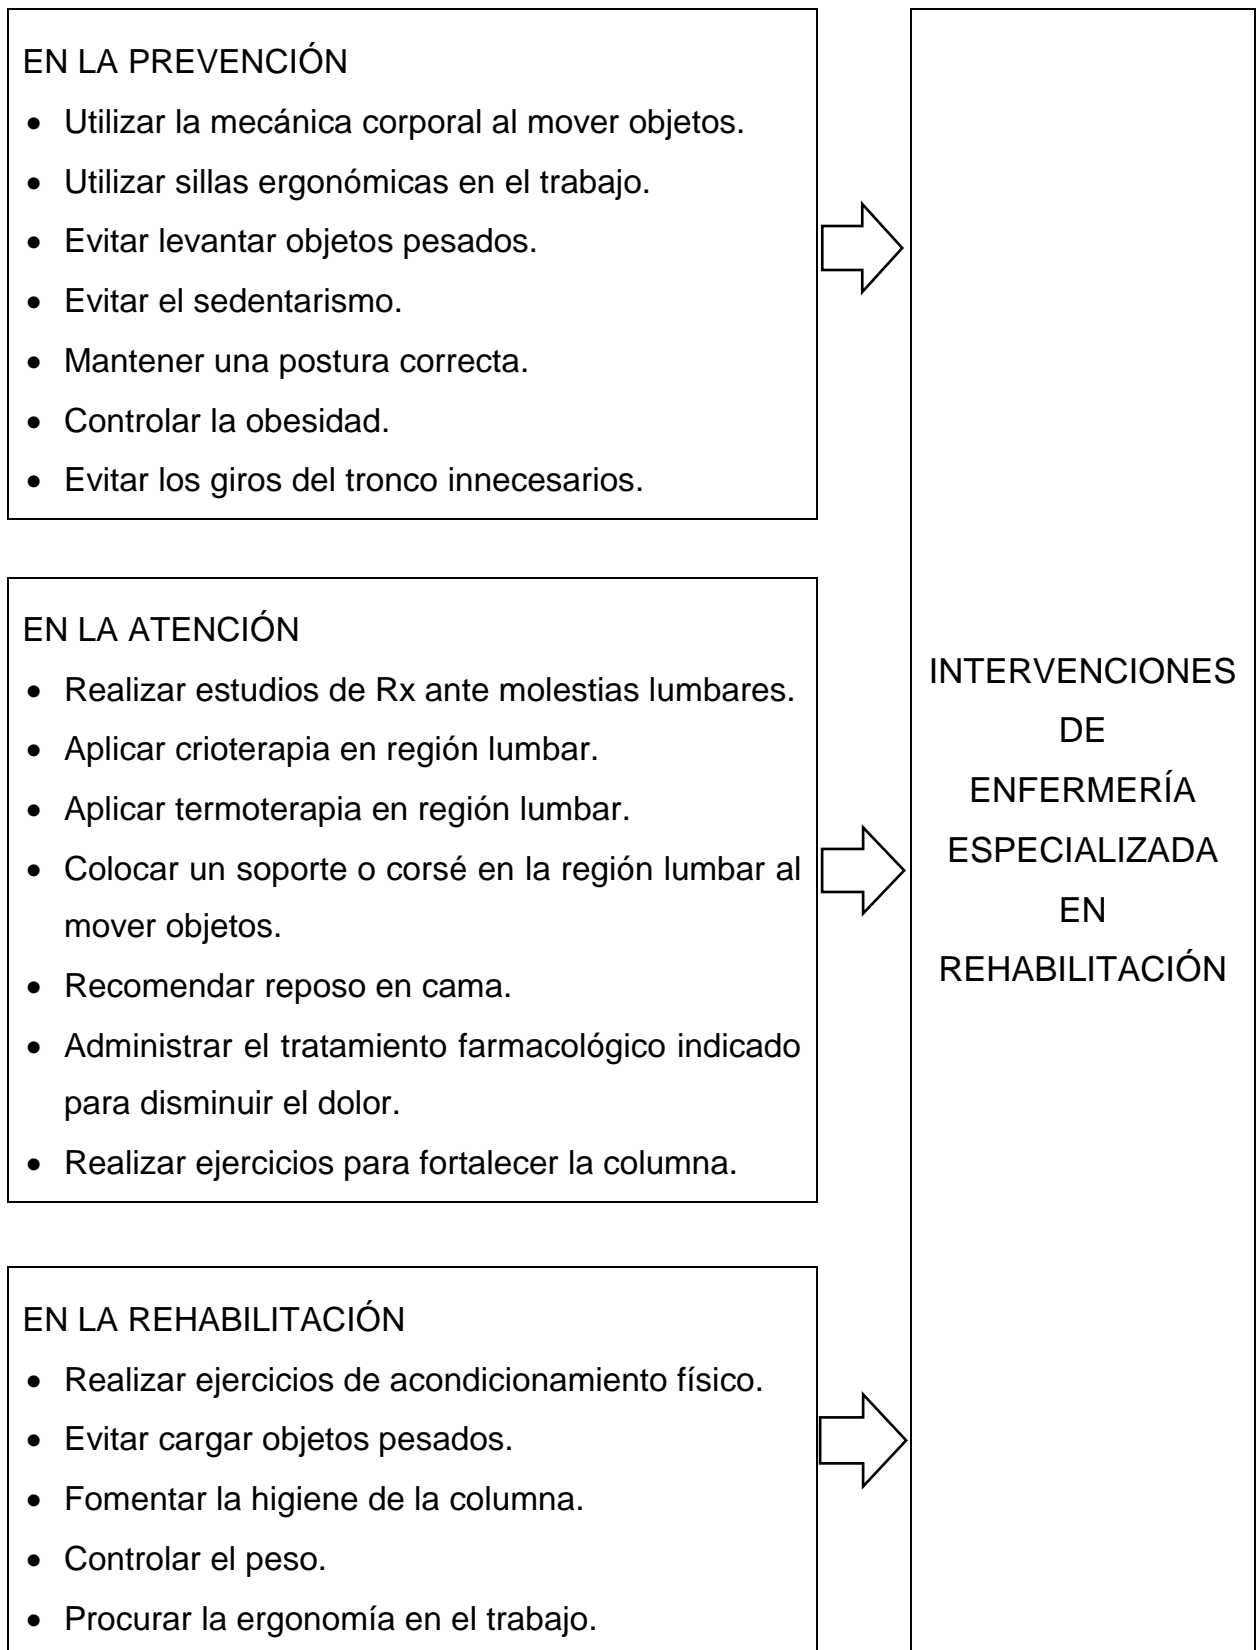 EN LA PREVENCIÓN
• Utilizar la mecánica corporal al mover objetos.
• Utilizar sillas ergonómicas en el trabajo.
• Evitar levantar objetos pesados.
• Evitar el sedentarismo.
• Mantener una postura correcta.
• Controlar la obesidad.
• Evitar los giros del tronco innecesarios.
EN LA ATENCIÓN
• Realizar estudios de Rx ante molestias lumbares.
• Aplicar crioterapia en región lumbar.
• Aplicar termoterapia en región lumbar.
• Colocar un soporte o corsé en la región lumbar al
mover objetos.
• Recomendar reposo en cama.
• Administrar el tratamiento farmacológico indicado
para disminuir el dolor.
• Realizar ejercicios para fortalecer la columna.
EN LA REHABILITACIÓN
• Realizar ejercicios de acondicionamiento físico.
• Evitar cargar objetos pesados.
• Fomentar la higiene de la columna.
• Controlar el peso.
• Procurar la ergonomía en el trabajo.
INTERVENCIONES
DE
ENFERMERÍA
ESPECIALIZADA
EN
REHABILITACIÓN